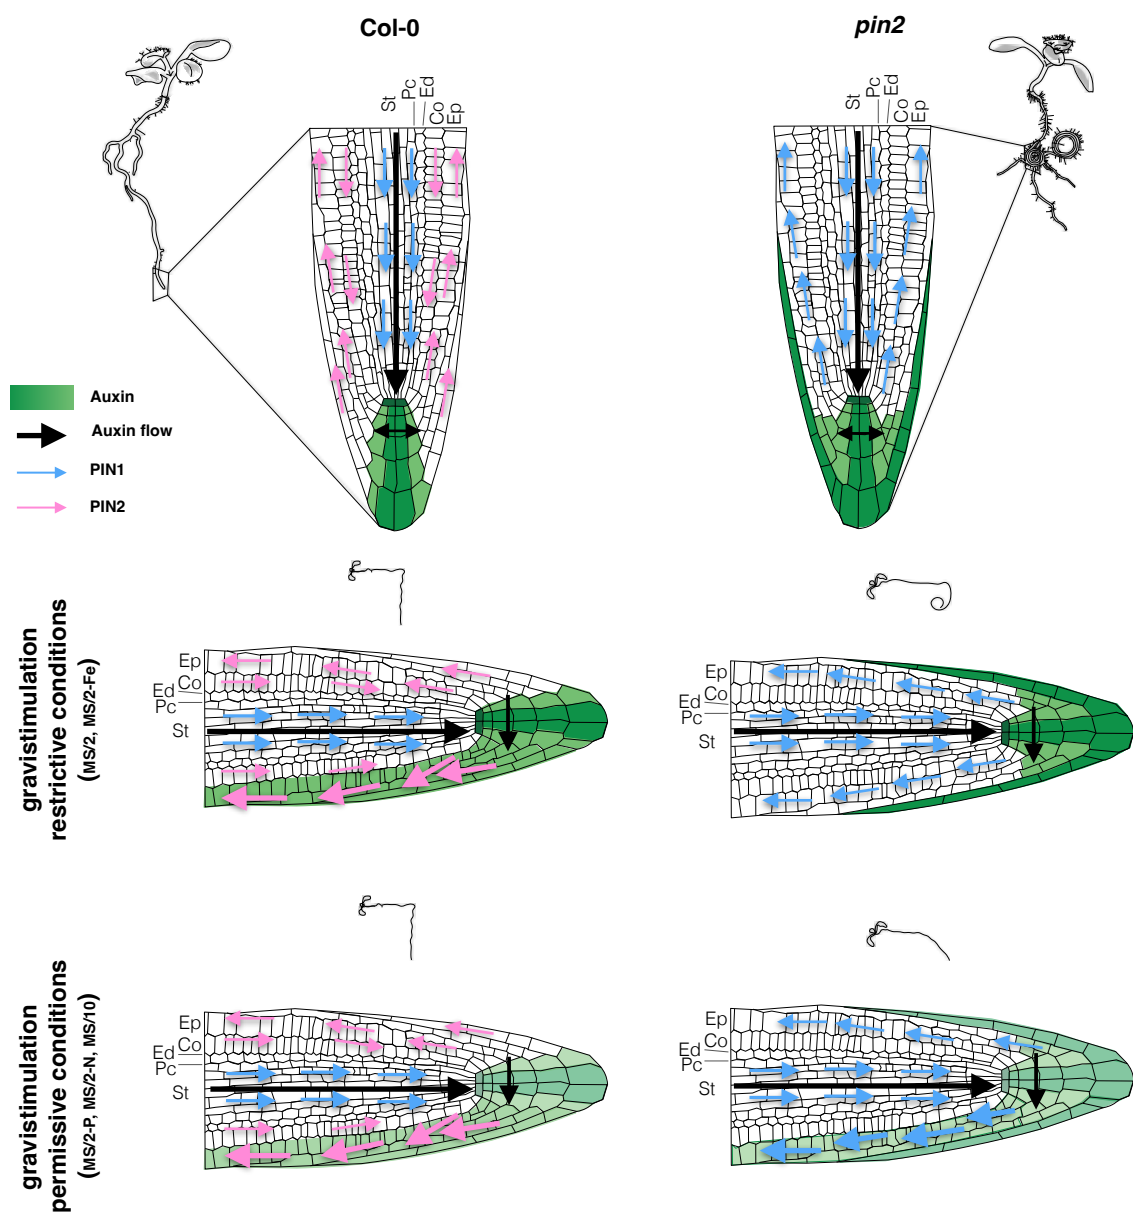 Col-0
pin2
St
Pc
Ed
Co
Ep
St
Pc
Ed
Co
Ep
Auxin
Auxin flow
PIN1
PIN2
gravistimulation
restrictive conditions
(MS/2, MS/2-Fe)
Ep
Co
Ed
Pc
St
Ep
Co
Ed
Pc
St
gravistimulation
permissive conditions
(MS/2-P, MS/2-N, MS/10)
Ep
Co
Ed
Pc
St
Ep
Co
Ed
Pc
St